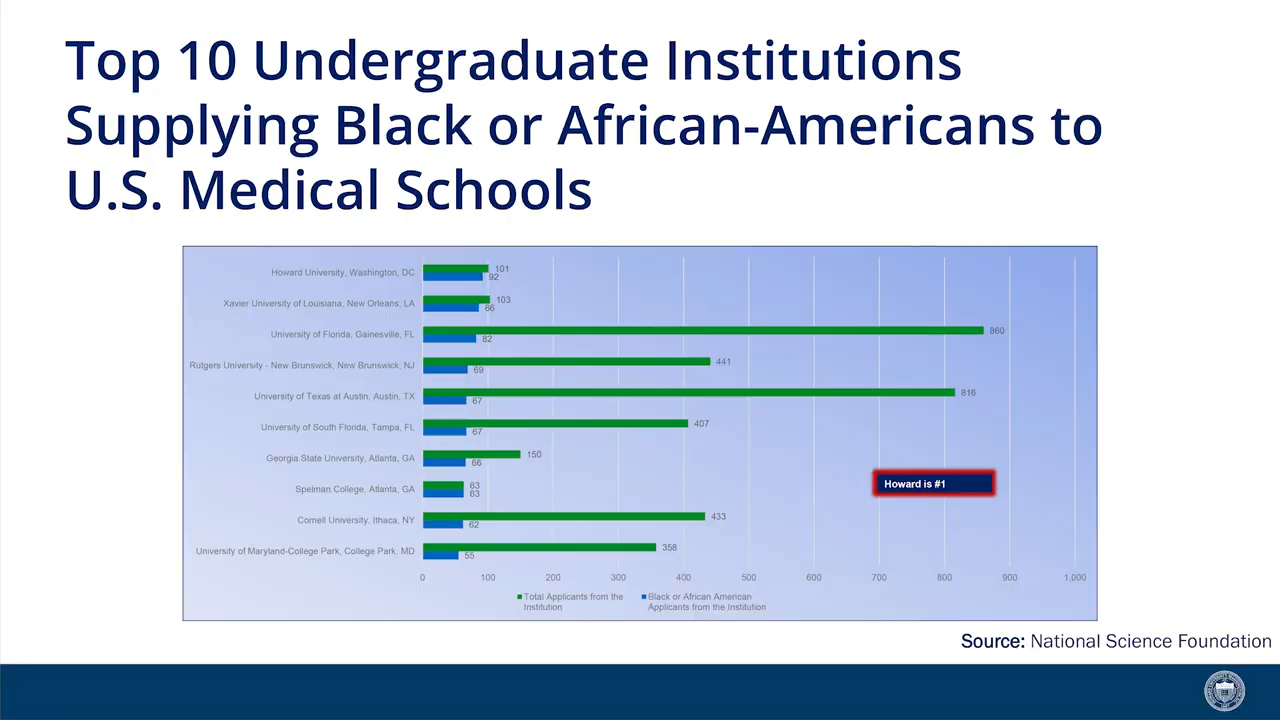 Top 10 Undergraduate Institutions
Supplying Black or African-Americans to
U.S. Medical Schools
Howard University, Washington, DC
101
92
Xavier University of Louisiana, New Orleans, LA
103
86
University of Florida, Gainesville, FL
860
82
Rutgers University - New Brunswick, New Brunswick, NJ
441
69
University of Texas at Austin, Austin, TX
816
67
University of South Florida, Tampa, FL
407
67
Georgia State University, Atlanta, GA
150
66
Spelman College, Atlanta, GA
63
63
Howard is #1
Cornell University, Ithaca, NY
433
62
University of Maryland-College Park, College Park, MD
358
55
0 100 200 300 400 500 600 700 800 900 1,000
Total Applicants from the
Institution
Black or African American
Applicants from the Institution
Source: National Science Foundation